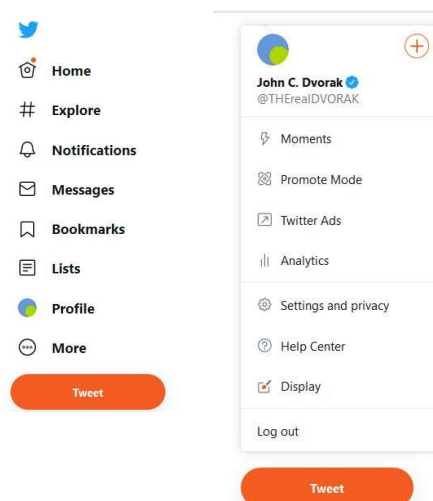 Home
Explore
Notifications
Messages
Bookmarks
Lists
Profile
More
Tweet
John C. Dvorak
@THErealDVORAK
Moments
Promote Mode
Twitter Ads
Analytics
Settings and privacy
Help Center
Display
Log out
Tweet